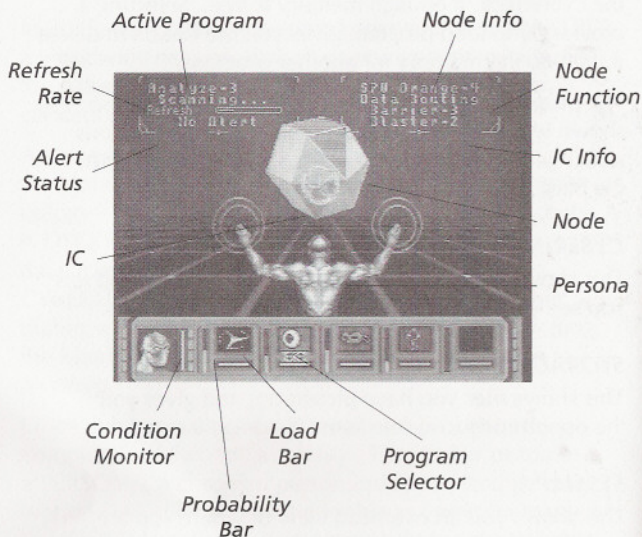 Active Program
Node Info
Refresh
Rate
Node
Function
Analyze-3
Scanning...
Refresh
No Alert
SPU Orange-4
Data Routing
Barrier-3
Blaster-2
Alert
Status
IC Info
Node
IC
Persona
Condition
Monitor
Load
Bar
Program
Selector
Probability
Bar